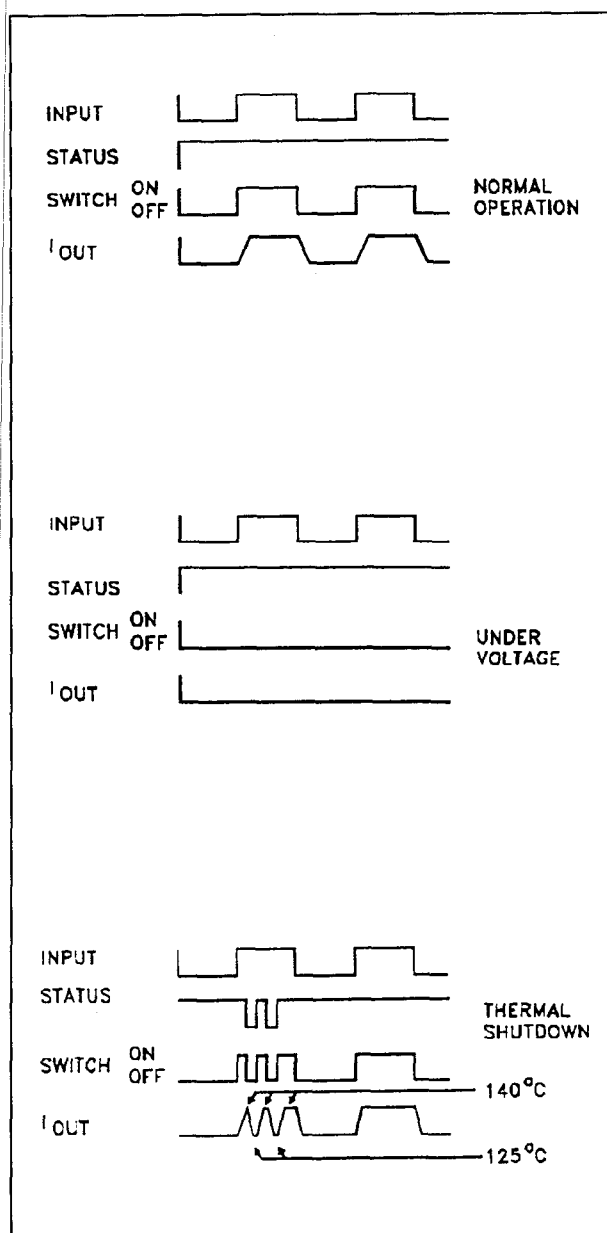 INPUT
STATUS
SWITCH ON
OFF
NORMAL
OPERATION
I OUT
INPUT
STATUS
SWITCH ON
OFF
UNDER
VOLTAGE
I OUT
INPUT
STATUS
THERMAL
SHUTDOWN
SWITCH ON
OFF
140°C
I OUT
125°C